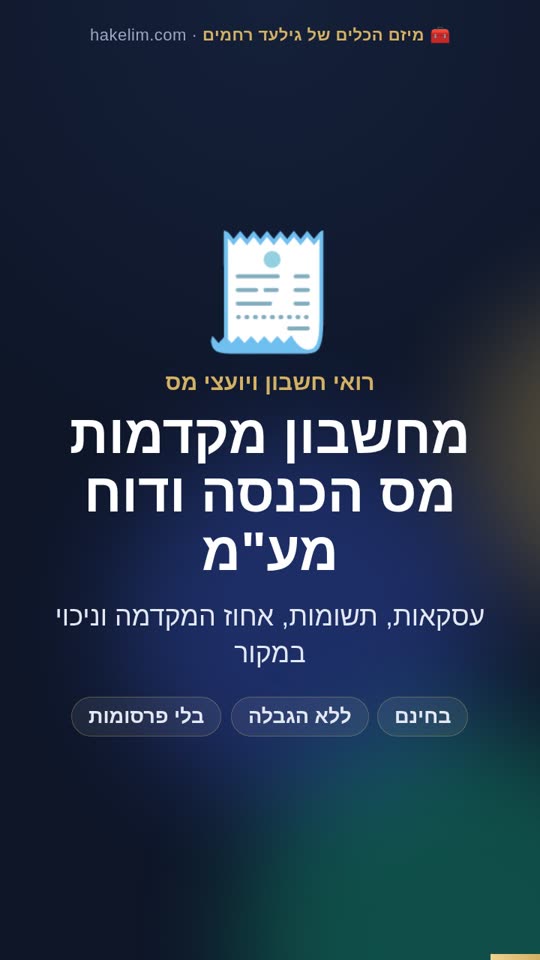 🧰 מיזם הכלים של גילעד רחמים · hakelim.com
רואי חשבון ויועצי מס
מחשבון מקדמות
מס הכנסה ודוח
מע"מ
עסקאות, תשומות, אחוז המקדמה וניכוי
במקור
בחינם
ללא הגבלה
בלי פרסומות